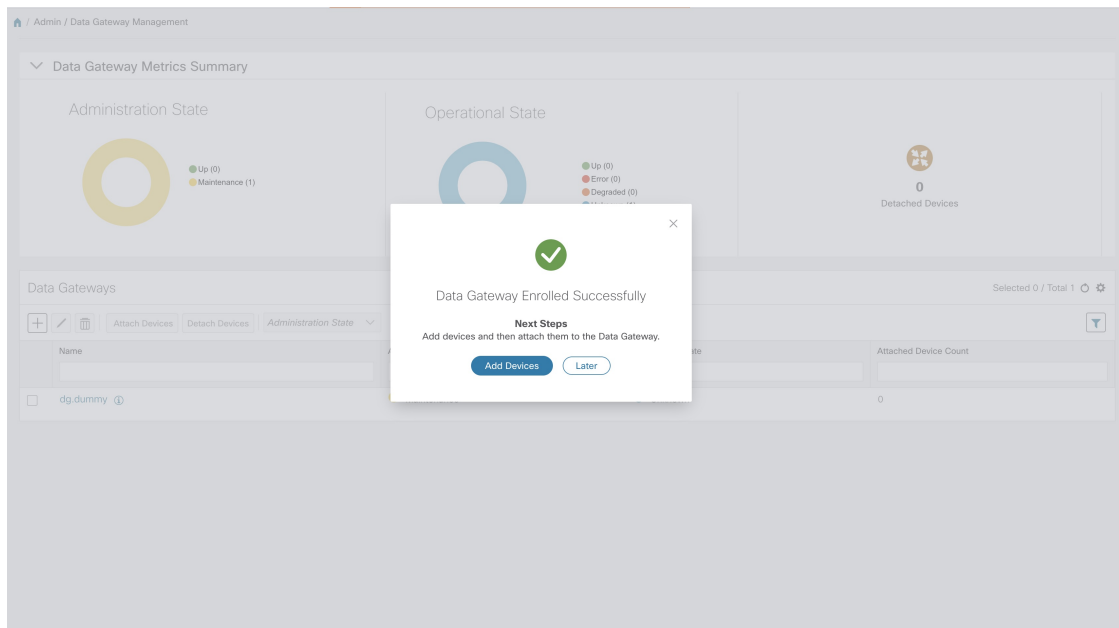 / Admin / Data Gateway Management
Data Gateway Metrics Summary
Administration State
Up (0)
Maintenance (1)
Operational State
Up (0)
Error (0)
Degraded (0)
0
Detached Devices
Data Gateway Enrolled Successfully
Next Steps
Add devices and then attach them to the Data Gateway.
Add Devices Later
Data Gateways
Selected 0 / Total 1
Attach Devices Detach Devices Administration State
Name Attached Device Count
dg.dummy 0